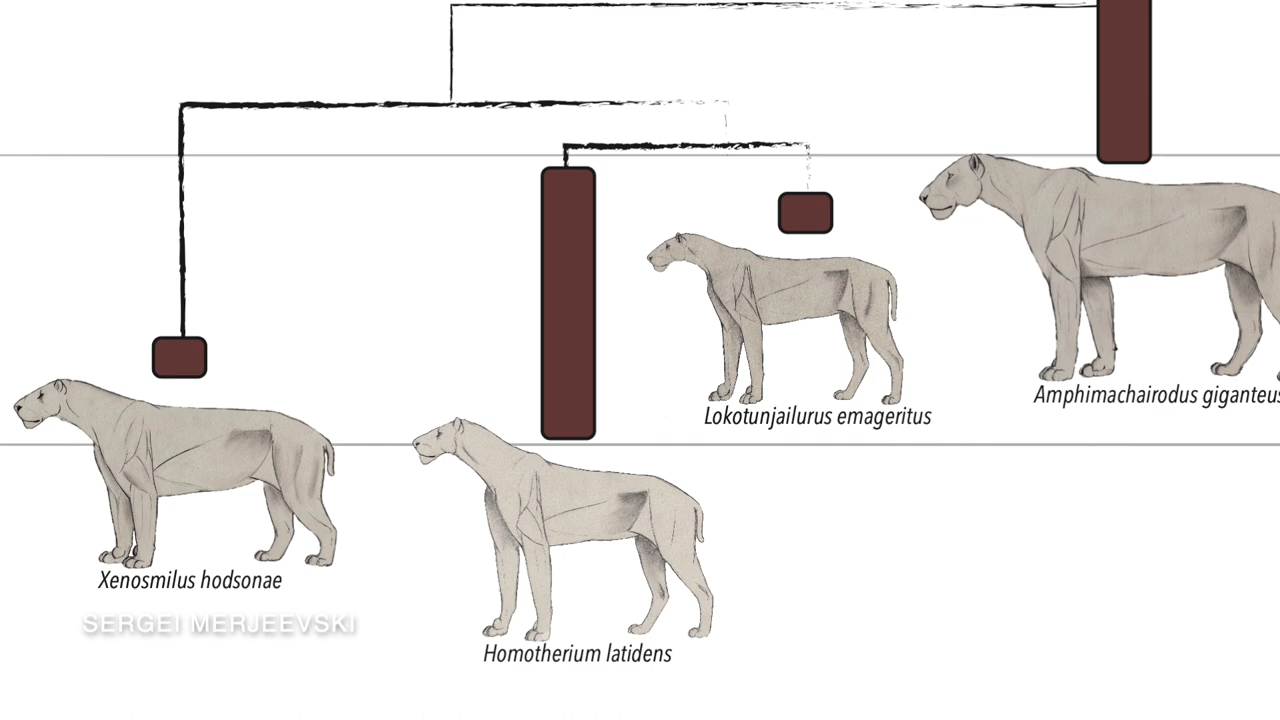 Amphimachairodus giganteus
Lokotunjailurus emageritus
Xenosmilus hodsonae
SERGEI MERJEEVSKI
Homotherium latidens